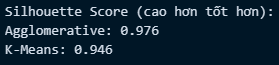 Silhouette Score (cao hơn tốt hơn):
Agglomerative: 0.976
K-Means: 0.946